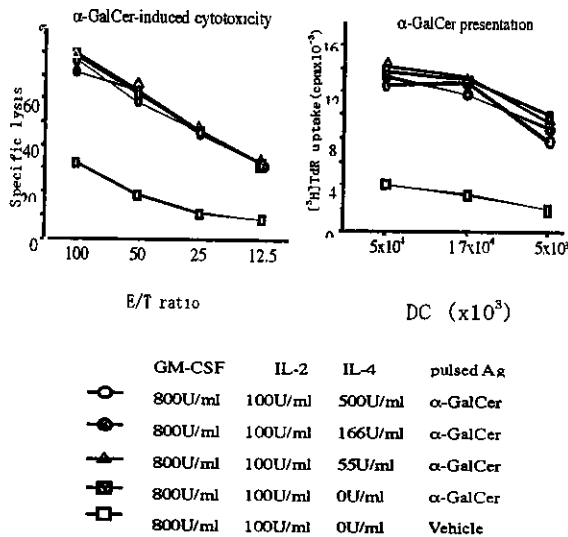 α-GalCer-induced cytotoxicity
Specific lysis
60
40
20
0
100 50 25 12.5
E/T ratio
α-GalCer presentation
[³H]TdR uptake(cpmx10⁻³)
16
12
8
4
0
5x10⁴ 17x10⁴
DC (x10³)
GM-CSF IL-2 IL-4 pulsed Ag
800U/ml 100U/ml 500U/ml α-GalCer
800U/ml 100U/ml 166U/ml α-GalCer
800U/ml 100U/ml 55U/ml α-GalCer
800U/ml 100U/ml 0U/ml α-GalCer
800U/ml 100U/ml 0U/ml Vehicle